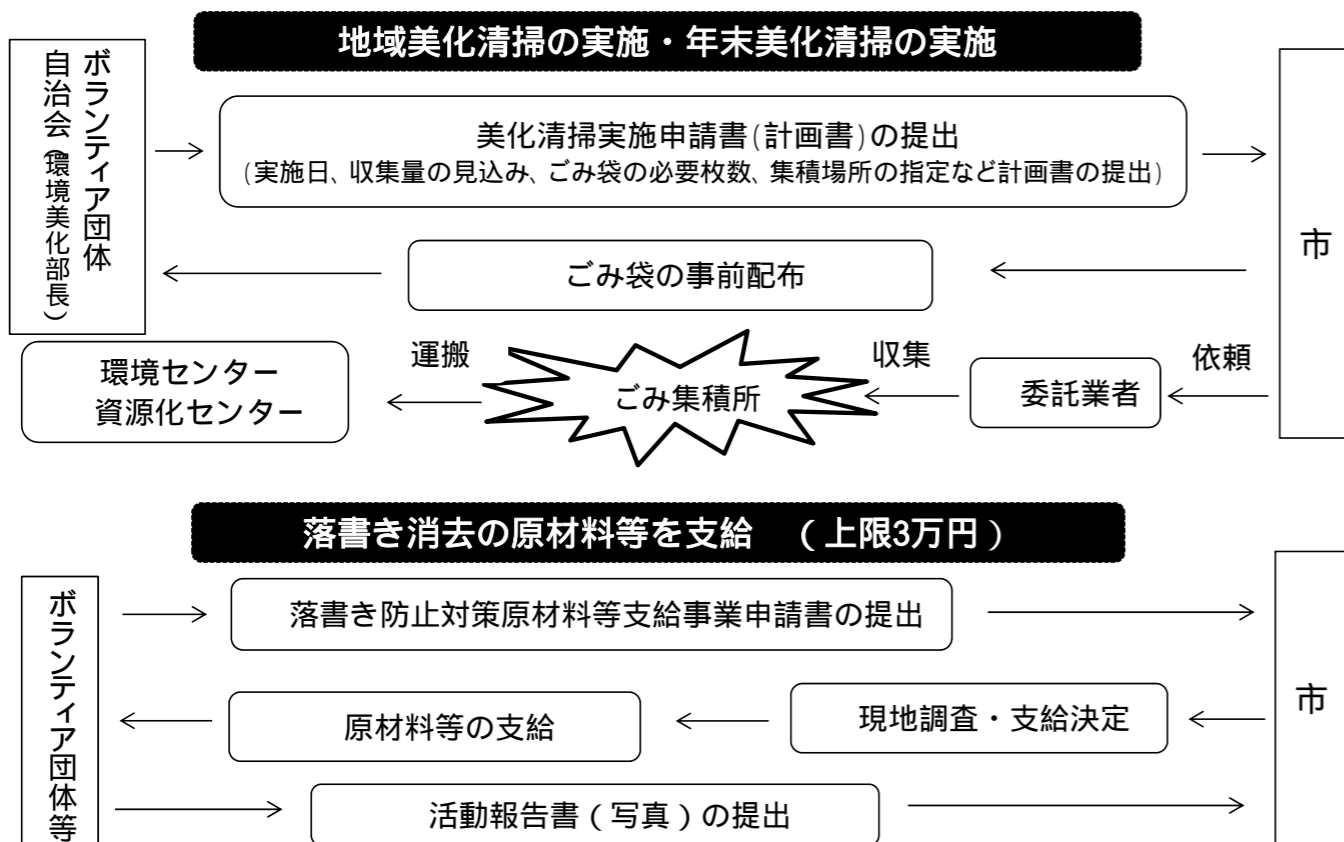 地域美化清掃の実施・年末美化清掃の実施
ボランティア団体
自治会(環境美化部長)
美化清掃実施申請書(計画書)の提出
(実施日、収集量の見込み、ごみ袋の必要枚数、集積場所の指定など計画書の提出)
市
ごみ袋の事前配布
環境センター
資源化センター
運搬
ごみ集積所
収集
委託業者
依頼
落書き消去の原材料等を支給 (上限3万円)
ボランティア団体等
落書き防止対策原材料等支給事業申請書の提出
市
原材料等の支給
現地調査・支給決定
活動報告書(写真)の提出